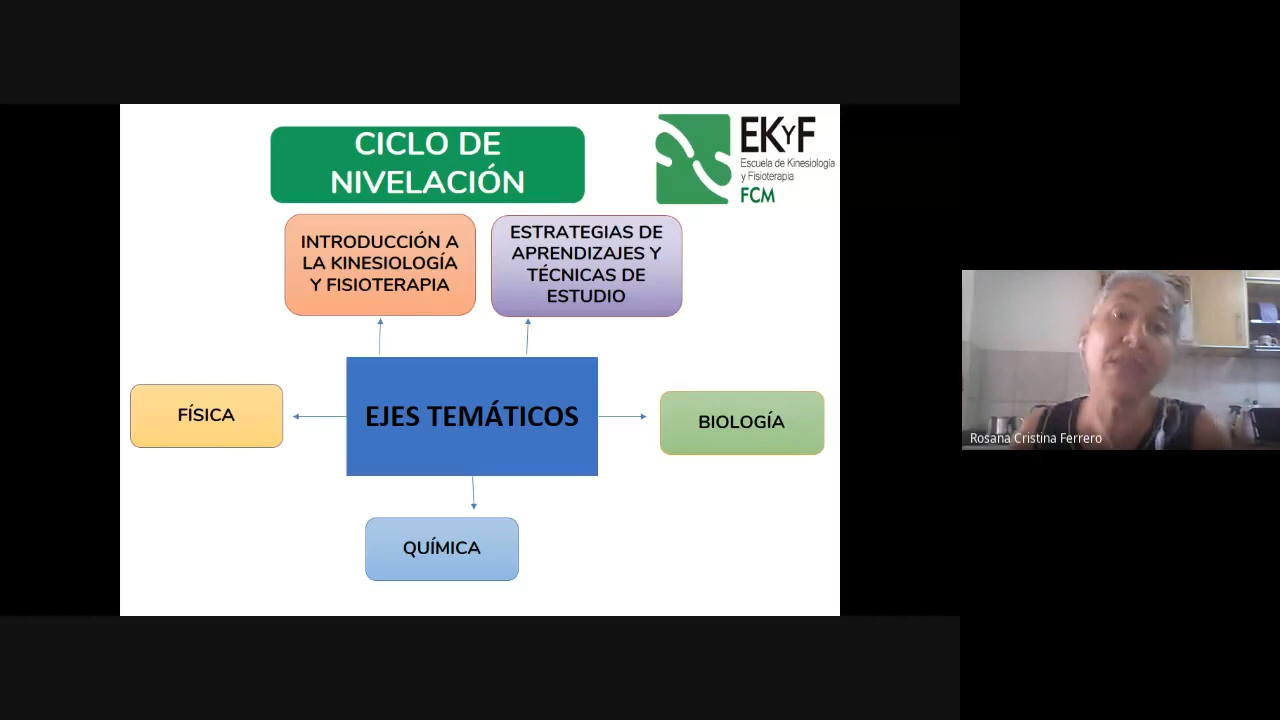 CICLO DE
NIVELACIÓN
EKyF
Escuela de Kinesiología
y Fisioterapia
FCM
INTRODUCCIÓN A
LA KINESIOLOGÍA
Y FISIOTERAPIA
ESTRATEGIAS DE
APRENDIZAJES Y
TÉCNICAS DE
ESTUDIO
FÍSICA
EJES TEMÁTICOS
BIOLOGÍA
QUÍMICA
Rosana Cristina Ferrero